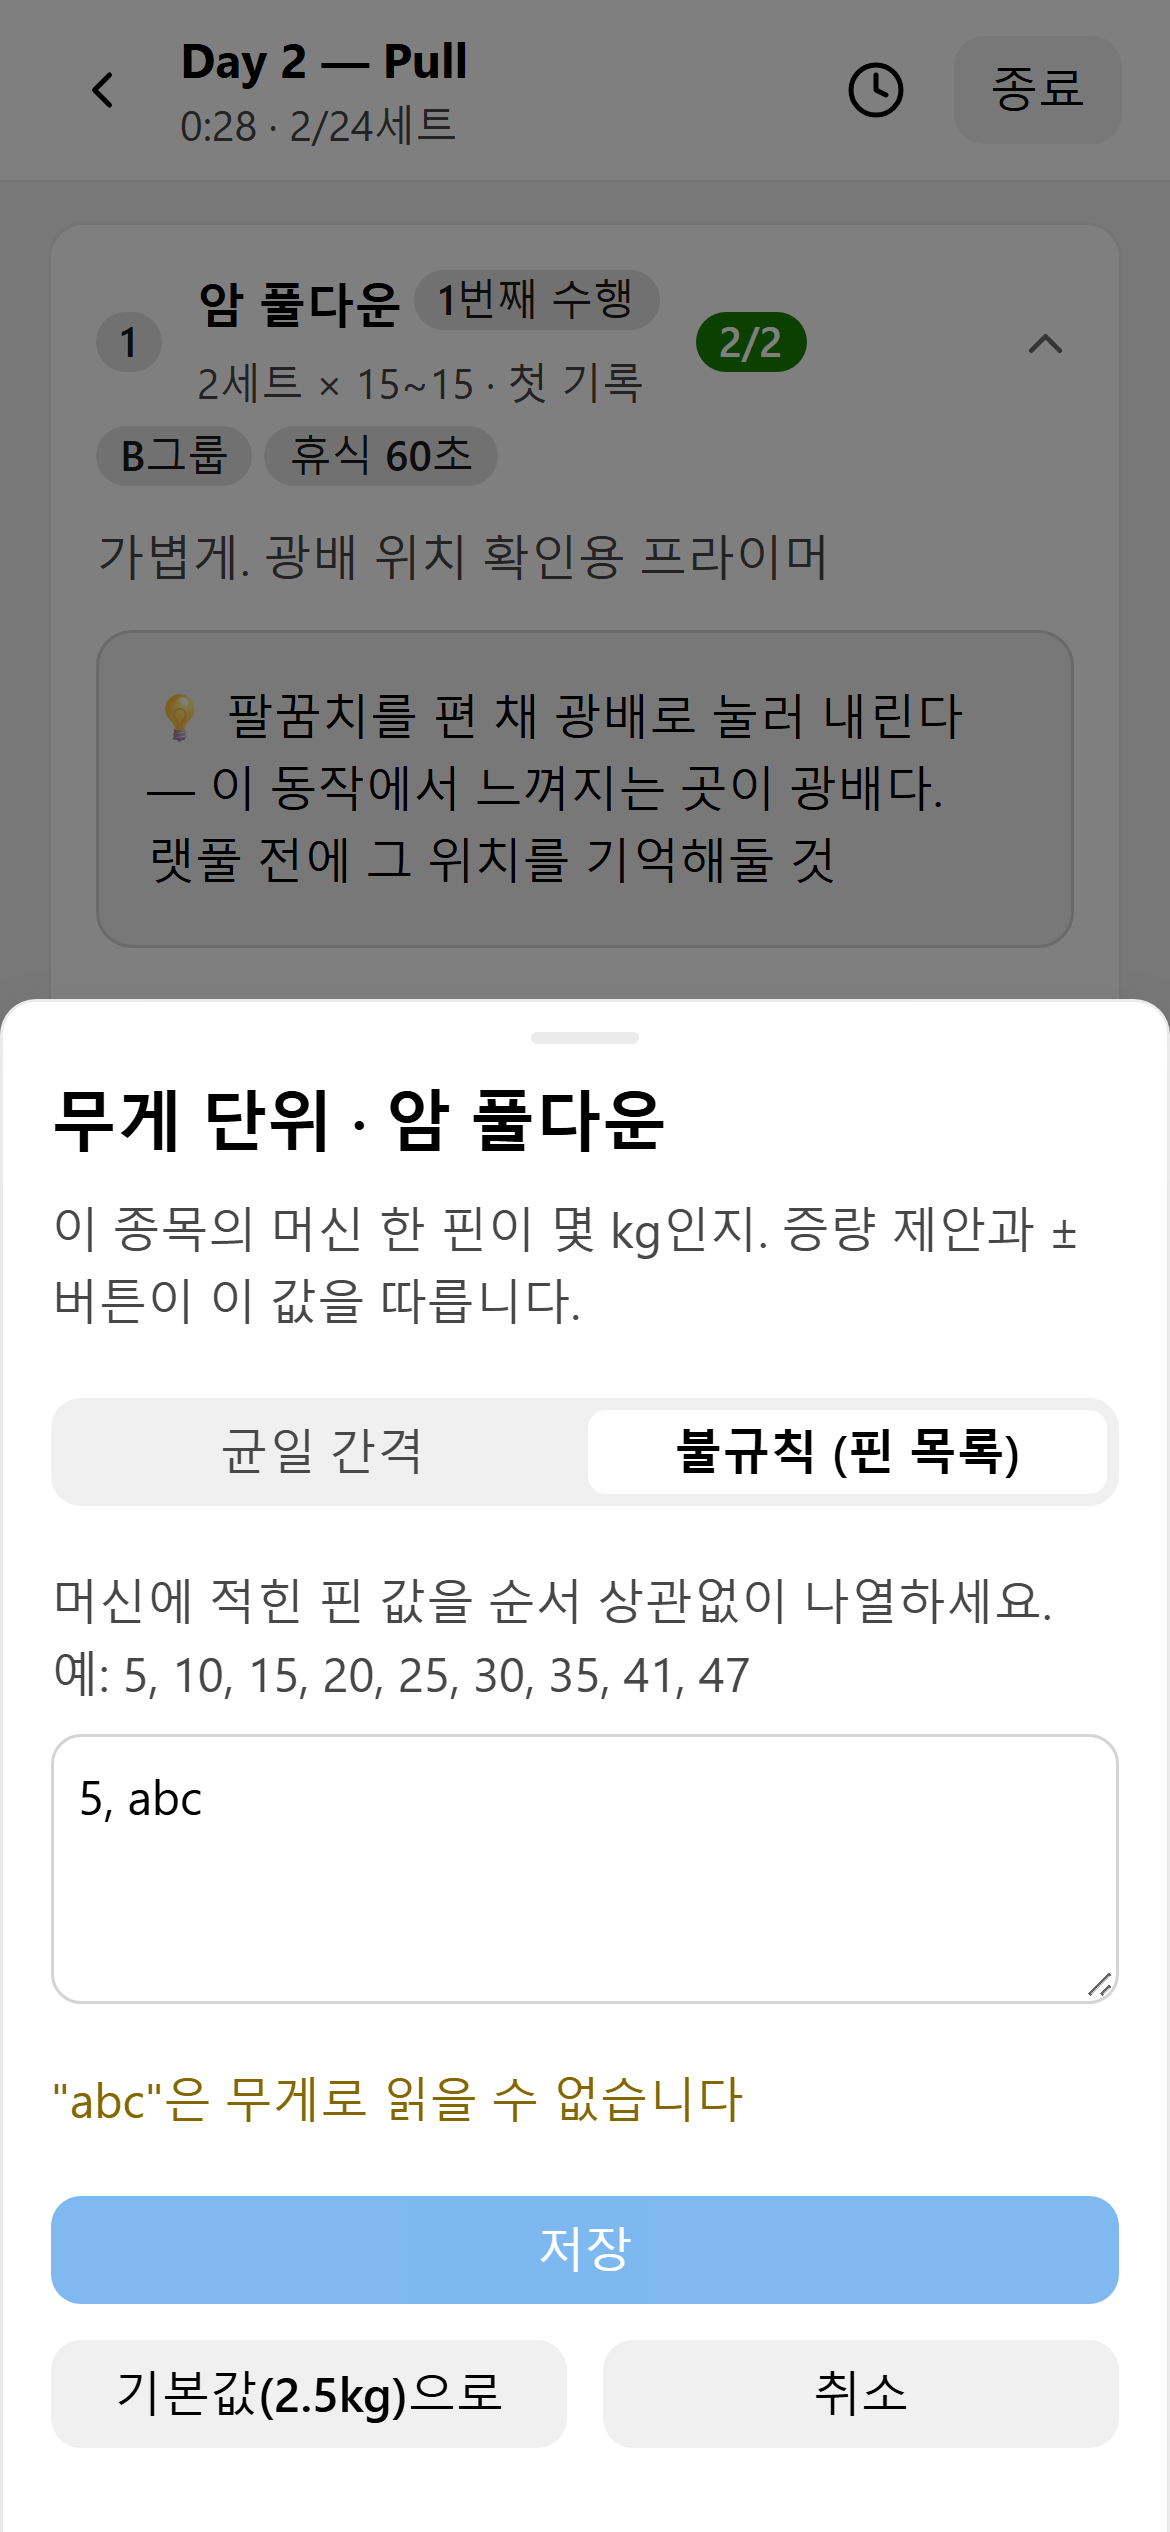 Day 2 — Pull
0:28 · 2/24세트
종료
1
암 풀다운
1번째 수행
2세트 × 15~15 · 첫 기록
2/2
B그룹
휴식 60초
가볍게. 광배 위치 확인용 프라이머
💡 팔꿈치를 편 채 광배로 눌러 내린다
— 이 동작에서 느껴지는 곳이 광배다.
랫풀 전에 그 위치를 기억해둘 것
무게 단위 · 암 풀다운
이 종목의 머신 한 핀이 몇 kg인지. 증량 제안과 ±
버튼이 이 값을 따릅니다.
균일 간격
불규칙 (핀 목록)
머신에 적힌 핀 값을 순서 상관없이 나열하세요.
예: 5, 10, 15, 20, 25, 30, 35, 41, 47
5, abc
"abc"은 무게로 읽을 수 없습니다
저장
기본값(2.5kg)으로
취소